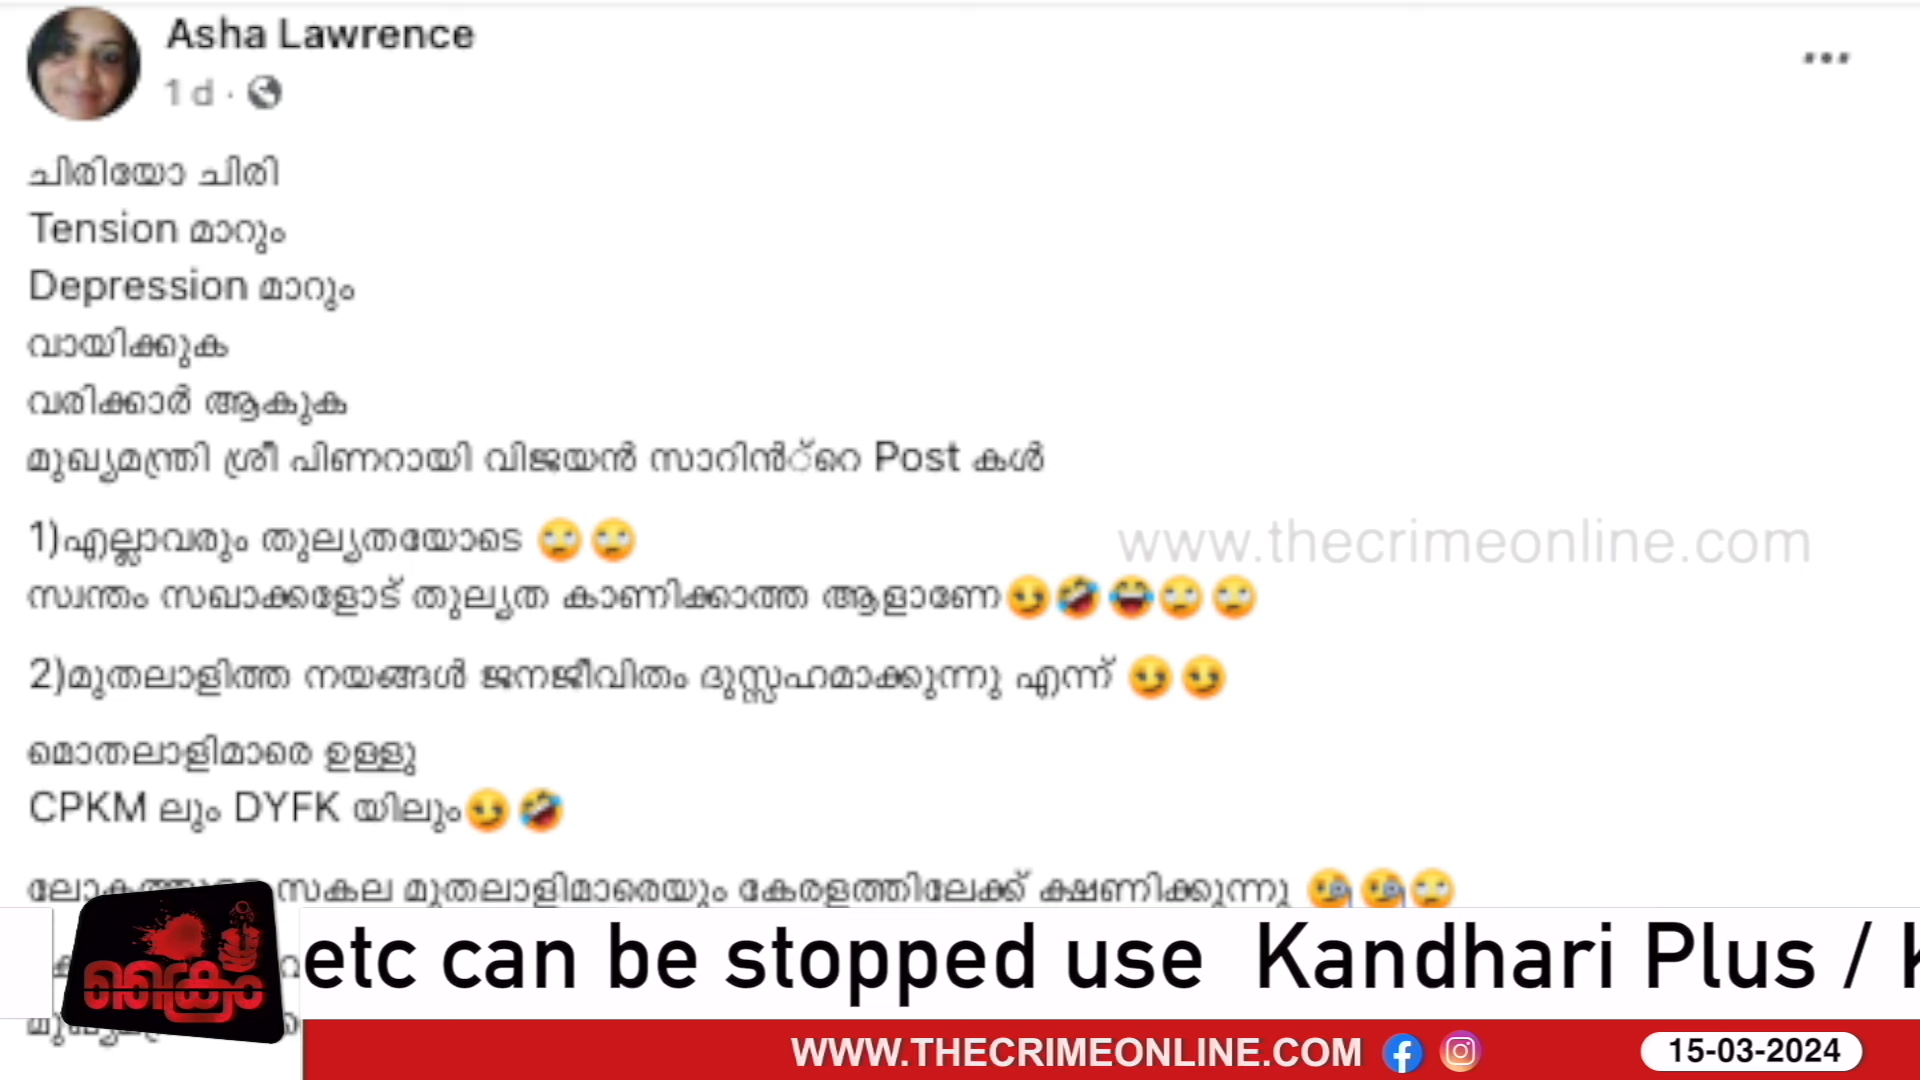 Asha Lawrence
1 d ·
ചിരിയോ ചിരി
Tension മാറും
Depression മാറും
വായിക്കുക
വരിക്കാർ ആകുക
മുഖ്യമന്ത്രി ശ്രീ പിണറായി വിജയൻ സാറിൻ്റെ Post കൾ
1)എല്ലാവരും തുല്യതയോടെ 🙄🙄
www.thecrimeonline.com
സ്വന്തം സഖാക്കളോട് തുല്യത കാണിക്കാത്ത ആളാണേ😏🤣😂🙄🙄
2)മുതലാളിത്ത നയങ്ങൾ ജനജീവിതം ദുസ്സഹമാക്കുന്നു എന്ന് 😏😏
മൊതലാളിമാരെ ഉള്ളു
CPKM ലും DYFK യിലും😏🤣
സകല മുതലാളിമാരെയും കേരളത്തിലേക്ക് ക്ഷണിക്കുന്നു 🧐🧐🙄
ക്രൈം
etc can be stopped use Kandhari Plus /
WWW.THECRIMEONLINE.COM
15-03-2024